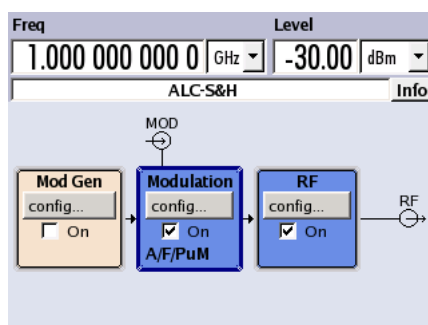 Freq Level
1.000 000 000 0 GHz -30.00 dBm
ALC-S&H Info
MOD
Mod Gen Modulation RF
config... config... config... RF
On On On
A/F/PuM